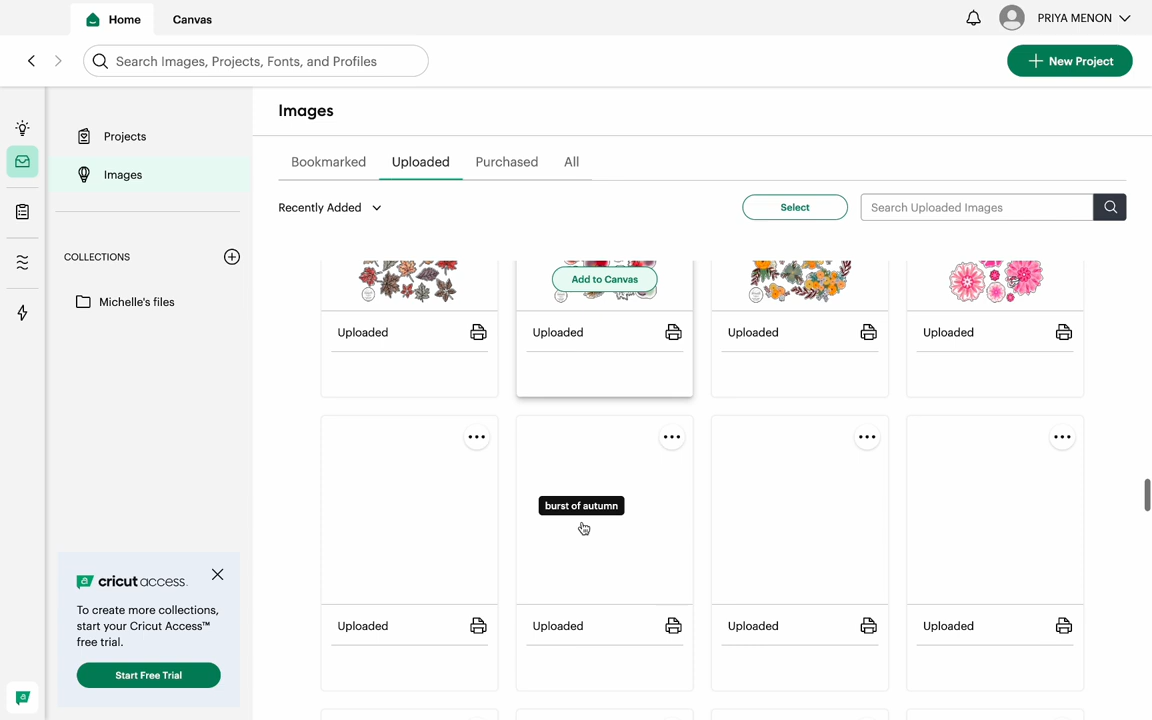 Home
Canvas
PRIYA MENON
Search Images, Projects, Fonts, and Profiles
New Project
Projects
Images
COLLECTIONS
Michelle's files
cricut access.
To create more collections,
start your Cricut Access™
free trial.
Start Free Trial
Images
Bookmarked
Uploaded
Purchased
All
Recently Added
Select
Search Uploaded Images
Add to Canvas
Uploaded
Uploaded
Uploaded
Uploaded
burst of autumn
Uploaded
Uploaded
Uploaded
Uploaded